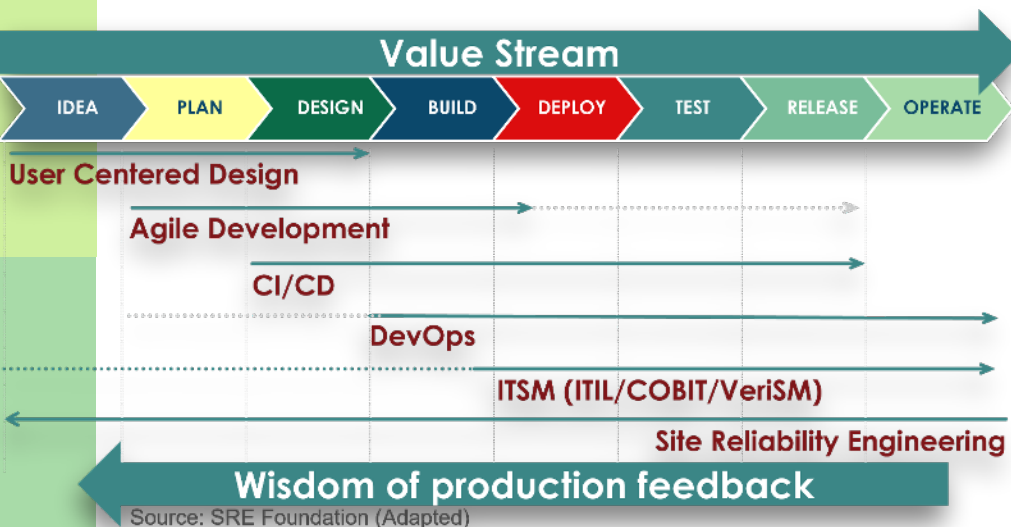 Value Stream
IDEA PLAN DESIGN BUILD DEPLOY TEST RELEASE OPERATE
User Centered Design
Agile Development
CI/CD
DevOps
ITSM (ITIL/COBIT/VeriSM)
Site Reliability Engineering
Wisdom of production feedback
Source: SRE Foundation (Adapted)